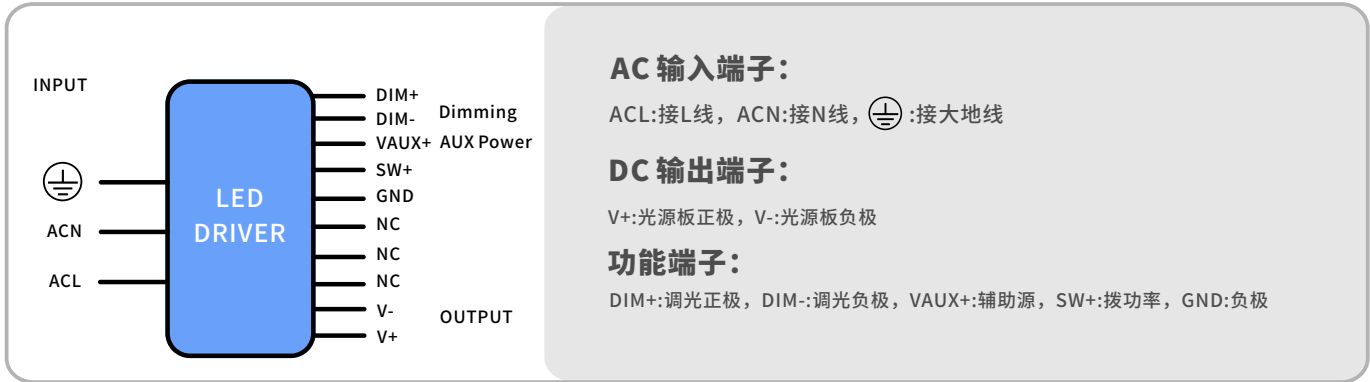 INPUT
ACN
ACL
LED
DRIVER
DIM+
DIM-
VAUX+
SW+
GND
NC
NC
NC
V-
V+
Dimming
AUX Power
OUTPUT
AC 输入端子：
ACL:接L线，ACN:接N线， :接大地线
DC 输出端子：
V+:光源板正极，V-:光源板负极
功能端子：
DIM+:调光正极，DIM-:调光负极，VAUX+:辅助源，SW+:拨功率，GND:负极